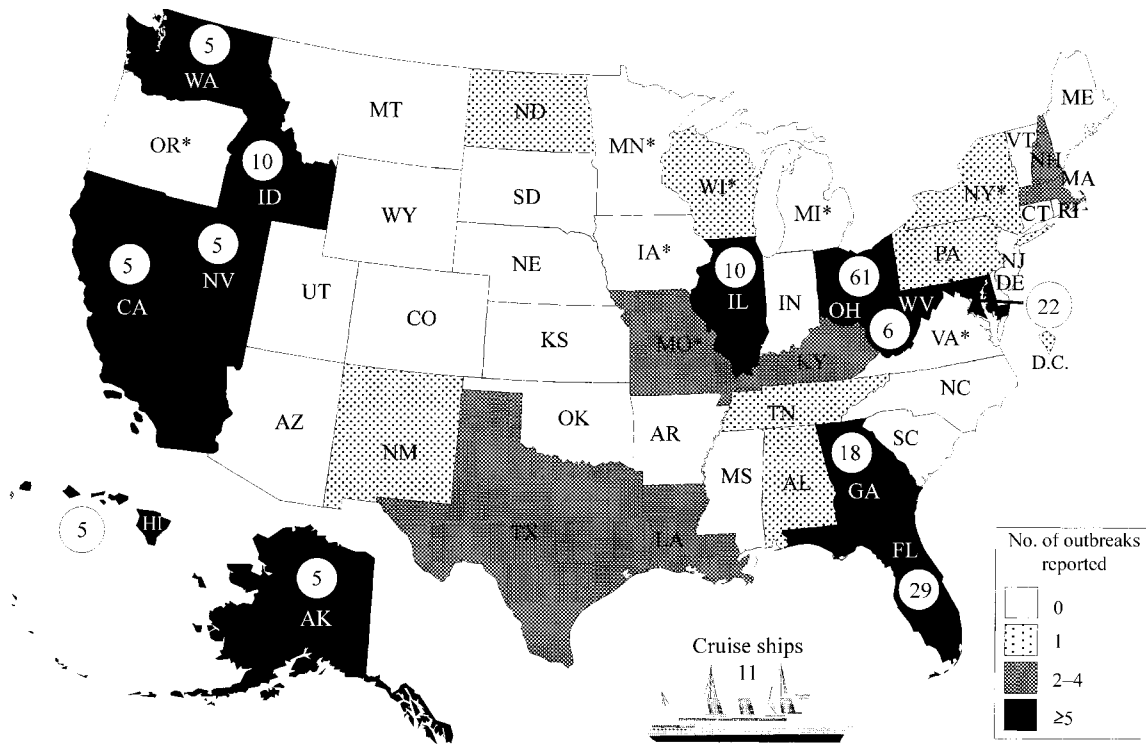 5
WA
MT
ND
MN*
ME
VT
NH
OR*
10
ID
SD
WI*
MI*
NY*
MA
CT
RI
WY
IA*
PA
NJ
DE
5
CA
5
NV
NE
10
IL
IN
61
OH
WV
6
22
UT
CO
KS
MO*
KY
VA*
D.C.
AZ
NM
OK
AR
TN
NC
SC
MS
AL
18
GA
TX
LA
FL
29
5
HI
5
AK
Cruise ships
11
No. of outbreaks
reported
0
1
2–4
≥5